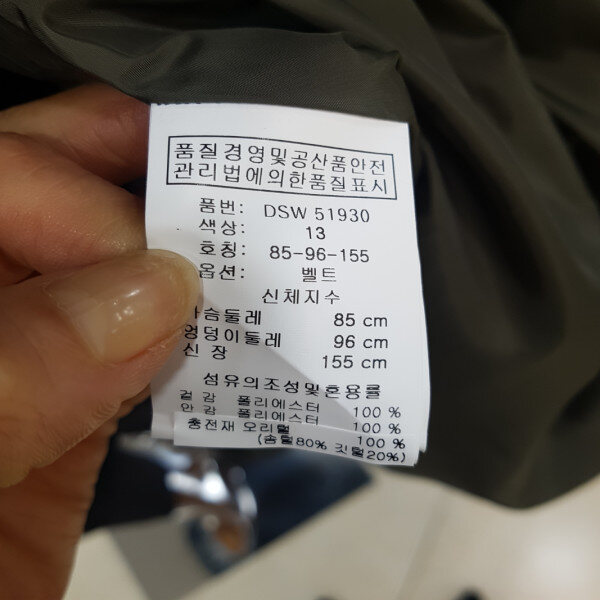 품질경영및공산품안전
관리법에의한품질표시
품번: DSW 51930
색상: 13
호칭: 85-96-155
옵션: 벨트
신체지수
가슴둘레 85 cm
엉덩이둘레 96 cm
신 장 155 cm
섬유의조성및혼용률
겉 감 폴리에스터 100 %
안 감 폴리에스터 100 %
충전재 오리털 100 %
(솜털80% 깃털20%)